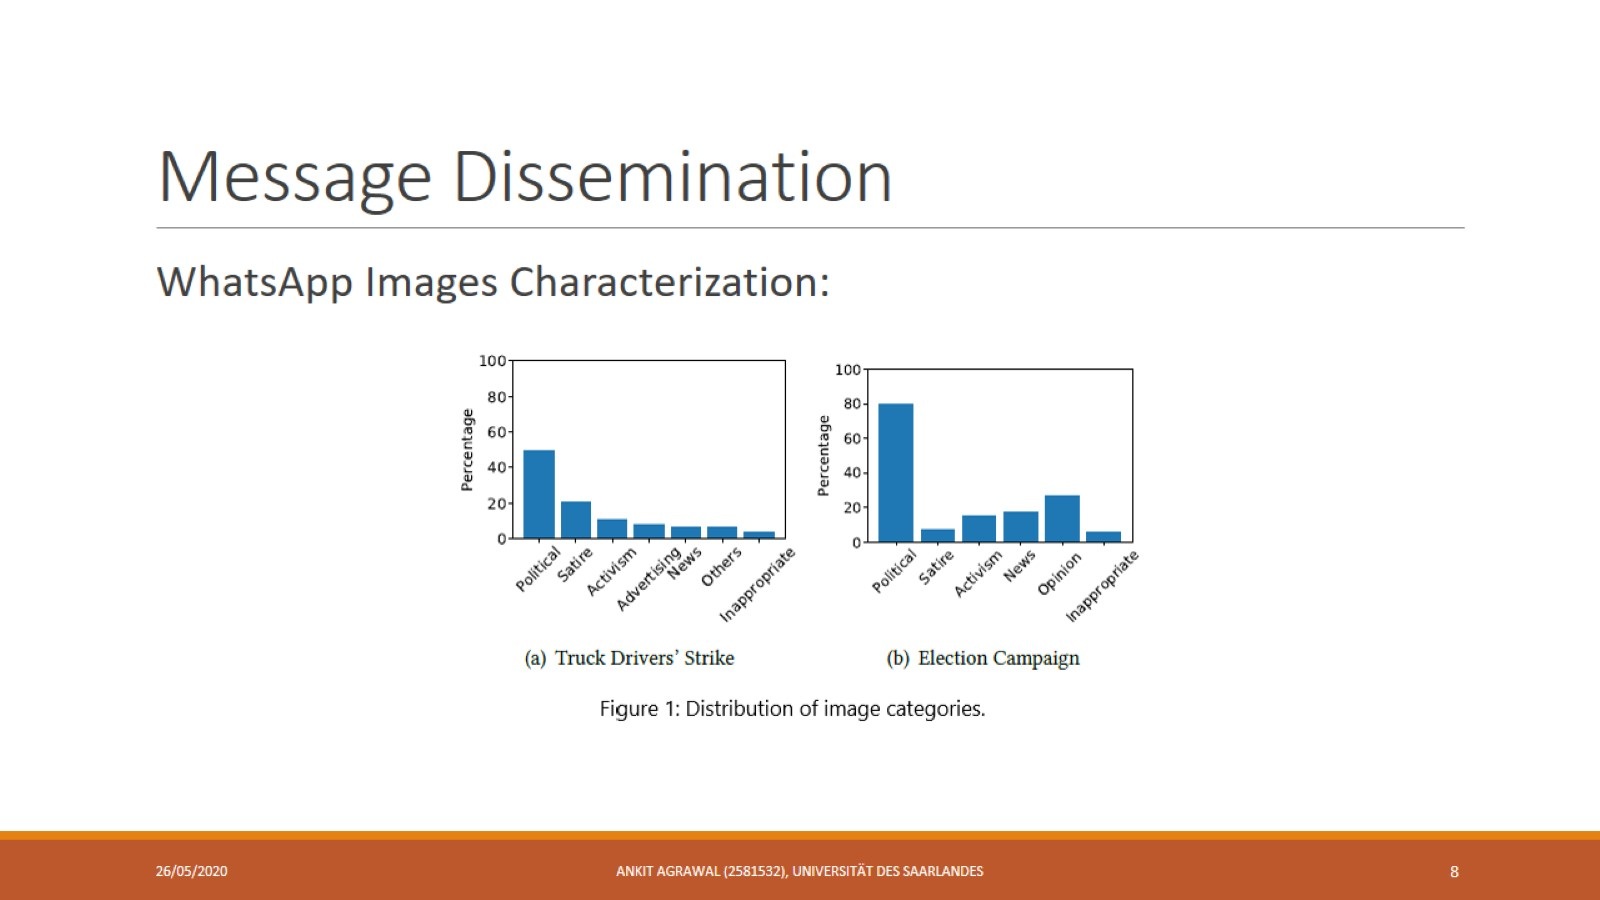 Message Dissemination
WhatsApp Images Characterization:
100
80
60
40
20
0
Percentage
Political
Satire
Activism
Advertising
News
Others
Inappropriate
(a) Truck Drivers’ Strike
100
80
60
40
20
0
Percentage
Political
Satire
Activism
News
Opinion
Inappropriate
(b) Election Campaign
Figure 1: Distribution of image categories.
26/05/2020
ANKIT AGRAWAL (2581532), UNIVERSITÄT DES SAARLANDES
8